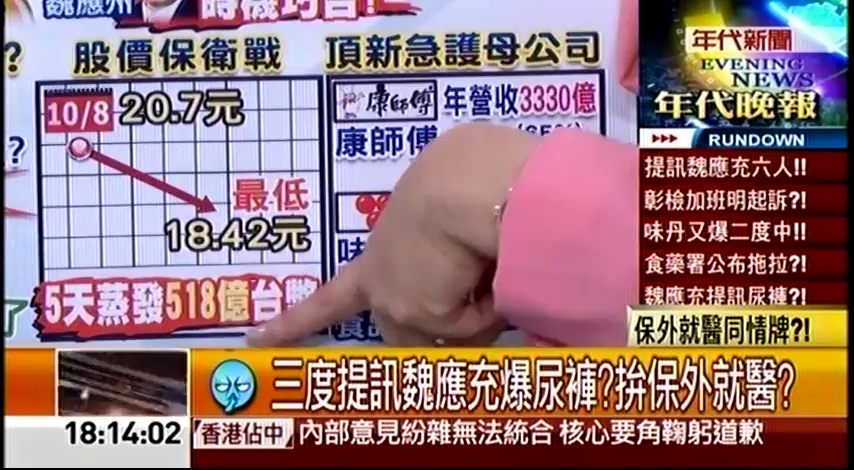 魏應州
時機巧合!
?
股價保衛戰
10/8 20.7元
最低
18.42元
5天蒸發518億台幣
頂新急護母公司
康師傅 年營收3330億
康師傅
味
?
年代新聞
EVENING
NEWS
年代晚報
RUNDOWN
提訊魏應充六人!!
彰檢加班明起訴?!
味丹又爆二度中!!
食藥署公布拖拉?!
魏應充提訊尿褲?!
保外就醫同情牌?!
三度提訊魏應充爆尿褲?拚保外就醫?
18:14:02
香港佔中 內部意見紛雜無法統合 核心要角鞠躬道歉